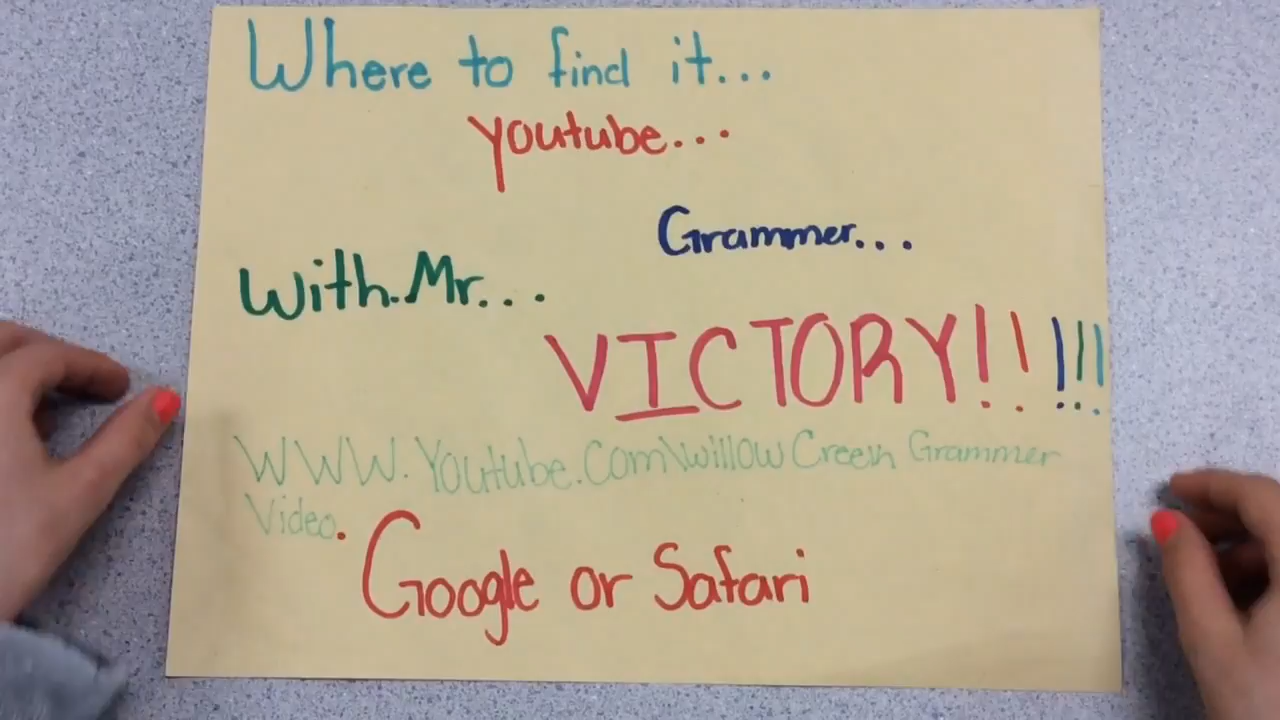 Where to find it...
Youtube...
Grammer...
With.Mr...
VICTORY!!!!!
WWW.Youtube.Com\Willow Creek Grammer
Video.
Google or Safari